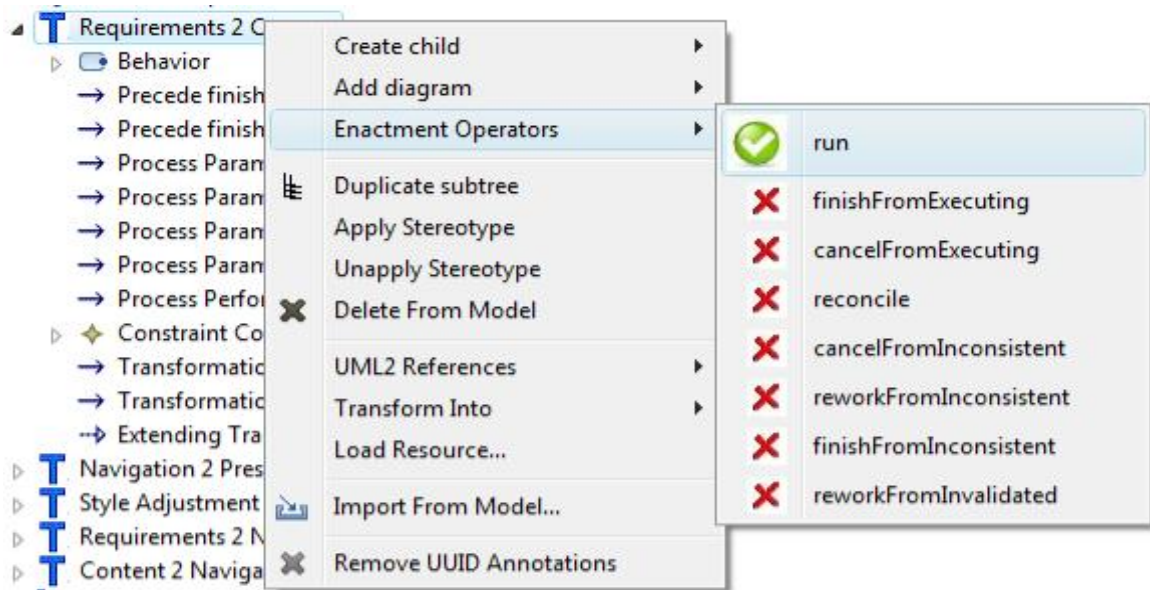 Requirements 2 C
Behavior
Precede finish
Precede finish
Process Param
Process Param
Process Param
Process Param
Process Perfor
Constraint Co
Transformatic
Transformatic
Extending Tra
Navigation 2 Pres
Style Adjustment
Requirements 2 N
Content 2 Naviga
Create child
Add diagram
Enactment Operators
Duplicate subtree
Apply Stereotype
Unapply Stereotype
Delete From Model
UML2 References
Transform Into
Load Resource...
Import From Model...
Remove UUID Annotations
run
finishFromExecuting
cancelFromExecuting
reconcile
cancelFromInconsistent
reworkFromInconsistent
finishFromInconsistent
reworkFromInvalidated